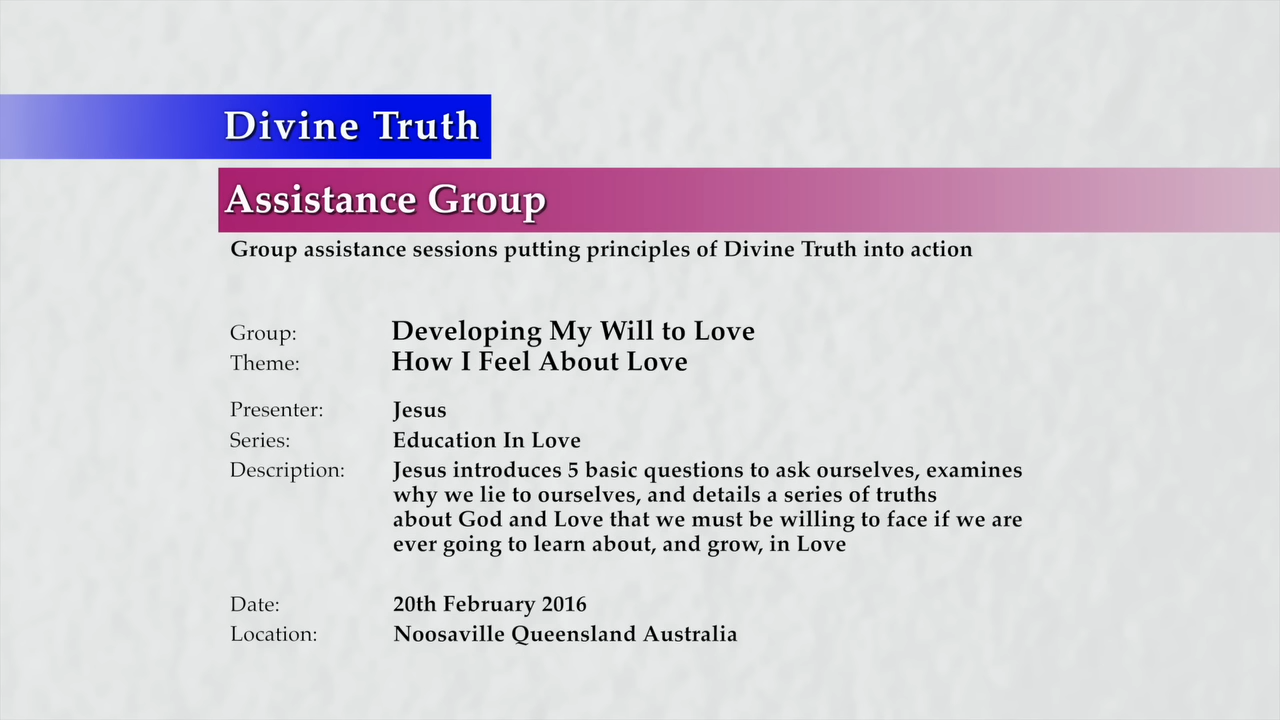 Divine Truth
Assistance Group
Group assistance sessions putting principles of Divine Truth into action
Group: Developing My Will to Love
Theme: How I Feel About Love
Presenter: Jesus
Series: Education In Love
Description: Jesus introduces 5 basic questions to ask ourselves, examines
why we lie to ourselves, and details a series of truths
about God and Love that we must be willing to face if we are
ever going to learn about, and grow, in Love
Date: 20th February 2016
Location: Noosaville Queensland Australia